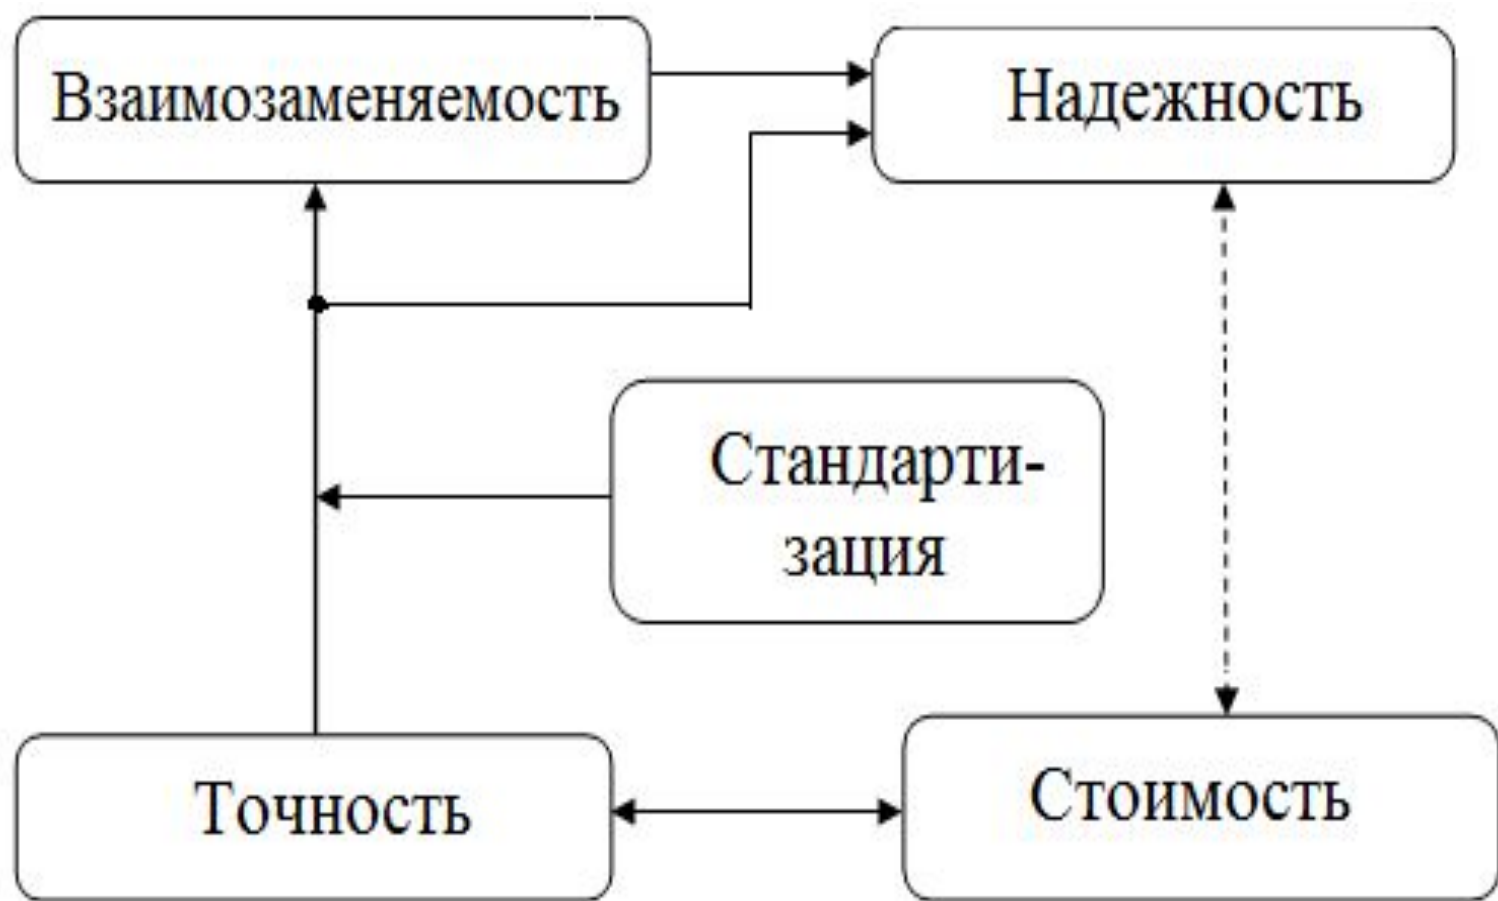 Взаимозаменяемость
Надежность
Стандарти-
зация
Точность
Стоимость